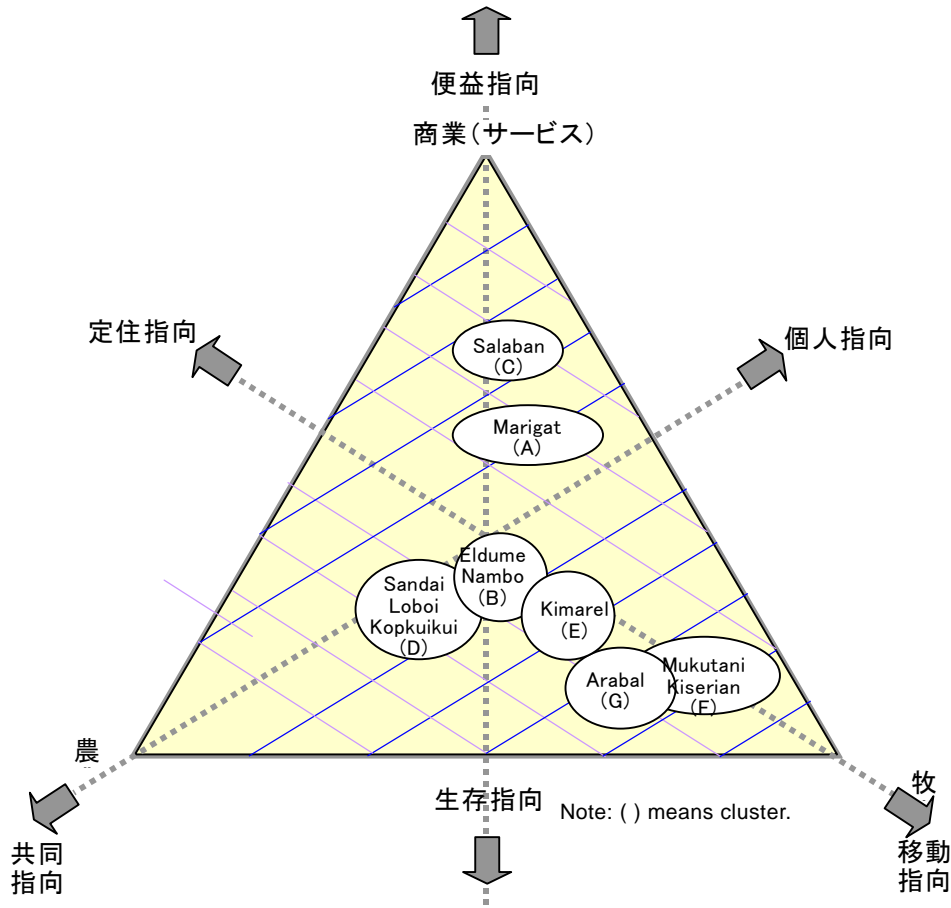 便益指向
商業(サービス)
定住指向
個人指向
Salaban
(C)
Marigat
(A)
Eldume
Nambo
(B)
Sandai
Loboi
Kopkuikui
(D)
Kimarel
(E)
Arabal
(G)
Mukutani
Kiserian
(F)
農
牧
生存指向
Note: ( ) means cluster.
共同
指向
移動
指向